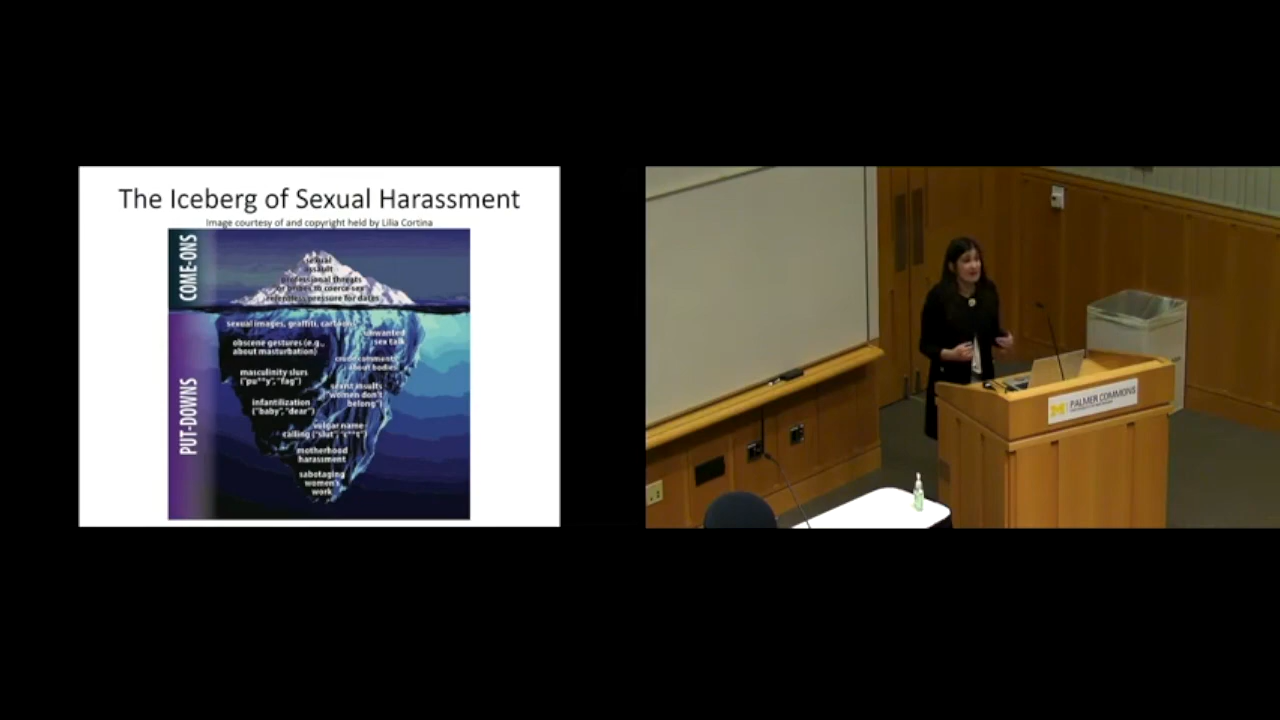 The Iceberg of Sexual Harassment
Image courtesy of and copyright held by Lilia Cortina
COME-ONS
sexual
assault
professional threats
or bribes to coerce sex
relentless pressure for dates
PUT-DOWNS
sexual images, graffiti, cartoons
unwanted
sex talk
obscene gestures (e.g.,
about masturbation)
crude comments
about bodies
masculinity slurs
("pu**y", "fag")
sexist insults
("women don't
belong")
infantilization
("baby", "dear")
vulgar name-
calling ("slut", "c**t")
motherhood
harassment
sabotaging
women's
work
M PALMER COMMONS